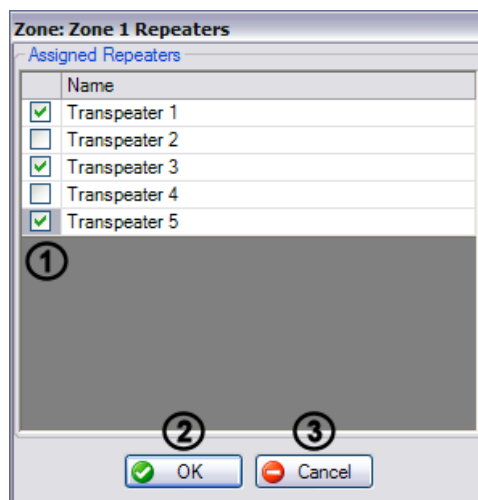 Zone: Zone 1 Repeaters
Assigned Repeaters
Name
Transpeater 1
Transpeater 2
Transpeater 3
Transpeater 4
Transpeater 5
1
2 3
OK Cancel